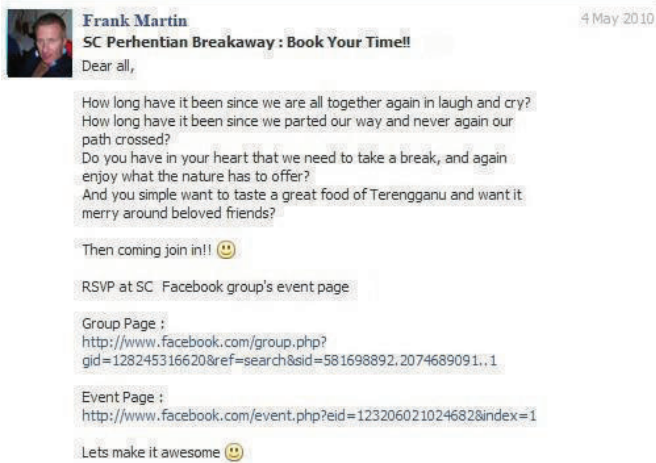 Frank Martin
4 May 2010
SC Perhentian Breakaway : Book Your Time!!
Dear all,
How long have it been since we are all together again in laugh and cry?
How long have it been since we parted our way and never again our
path crossed?
Do you have in your heart that we need to take a break, and again
enjoy what the nature has to offer?
And you simple want to taste a great food of Terengganu and want it
merry around beloved friends?
Then coming join in!!
RSVP at SC Facebook group's event page
Group Page :
http://www.facebook.com/group.php?
gid=128245316620&ref=search&sid=581698892.2074689091..1
Event Page :
http://www.facebook.com/event.php?eid=123206021024682&index=1
Lets make it awesome